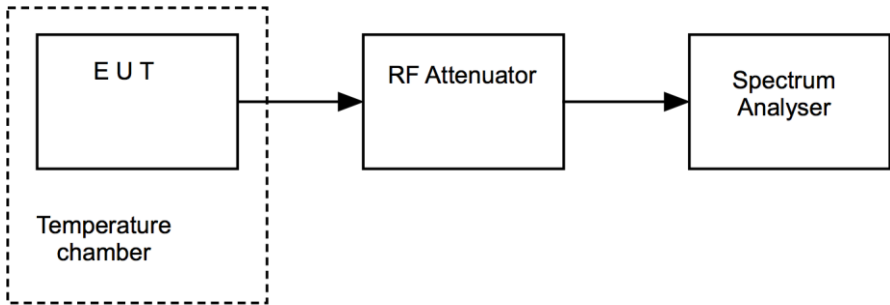 E U T
RF Attenuator
Spectrum
Analyser
Temperature
chamber